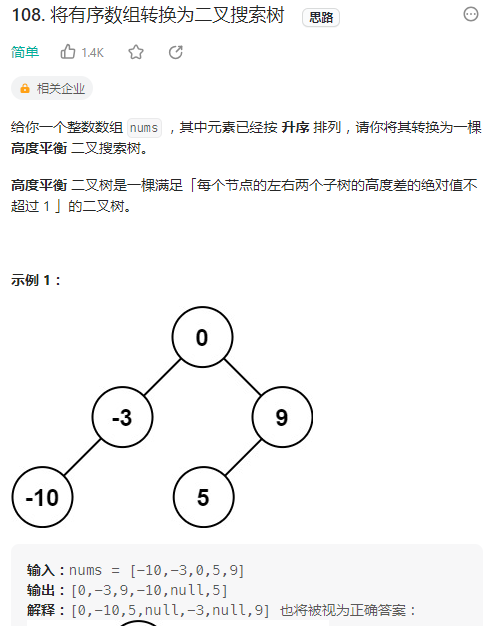 108. 将有序数组转换为二叉搜索树 思路
简单 1.4K
相关企业
给你一个整数数组 nums ，其中元素已经按 升序 排列，请你将其转换为一棵
高度平衡 二叉搜索树。
高度平衡 二叉树是一棵满足「每个节点的左右两个子树的高度差的绝对值不
超过 1 」的二叉树。
示例 1：
0
-3 9
-10 5
输入：nums = [-10,-3,0,5,9]
输出：[0,-3,9,-10,null,5]
解释：[0,-10,5,null,-3,null,9] 也将被视为正确答案：